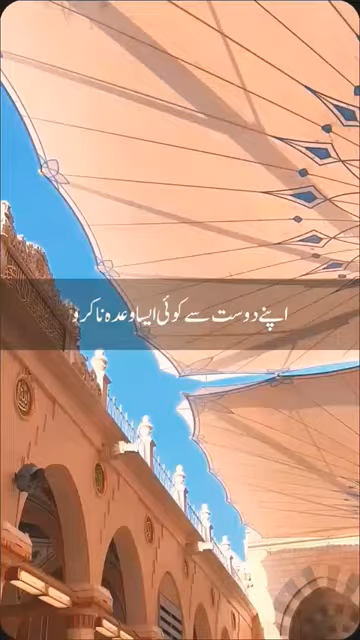 اپنے دوست سے کوئی ایسا وعدہ نا کرو